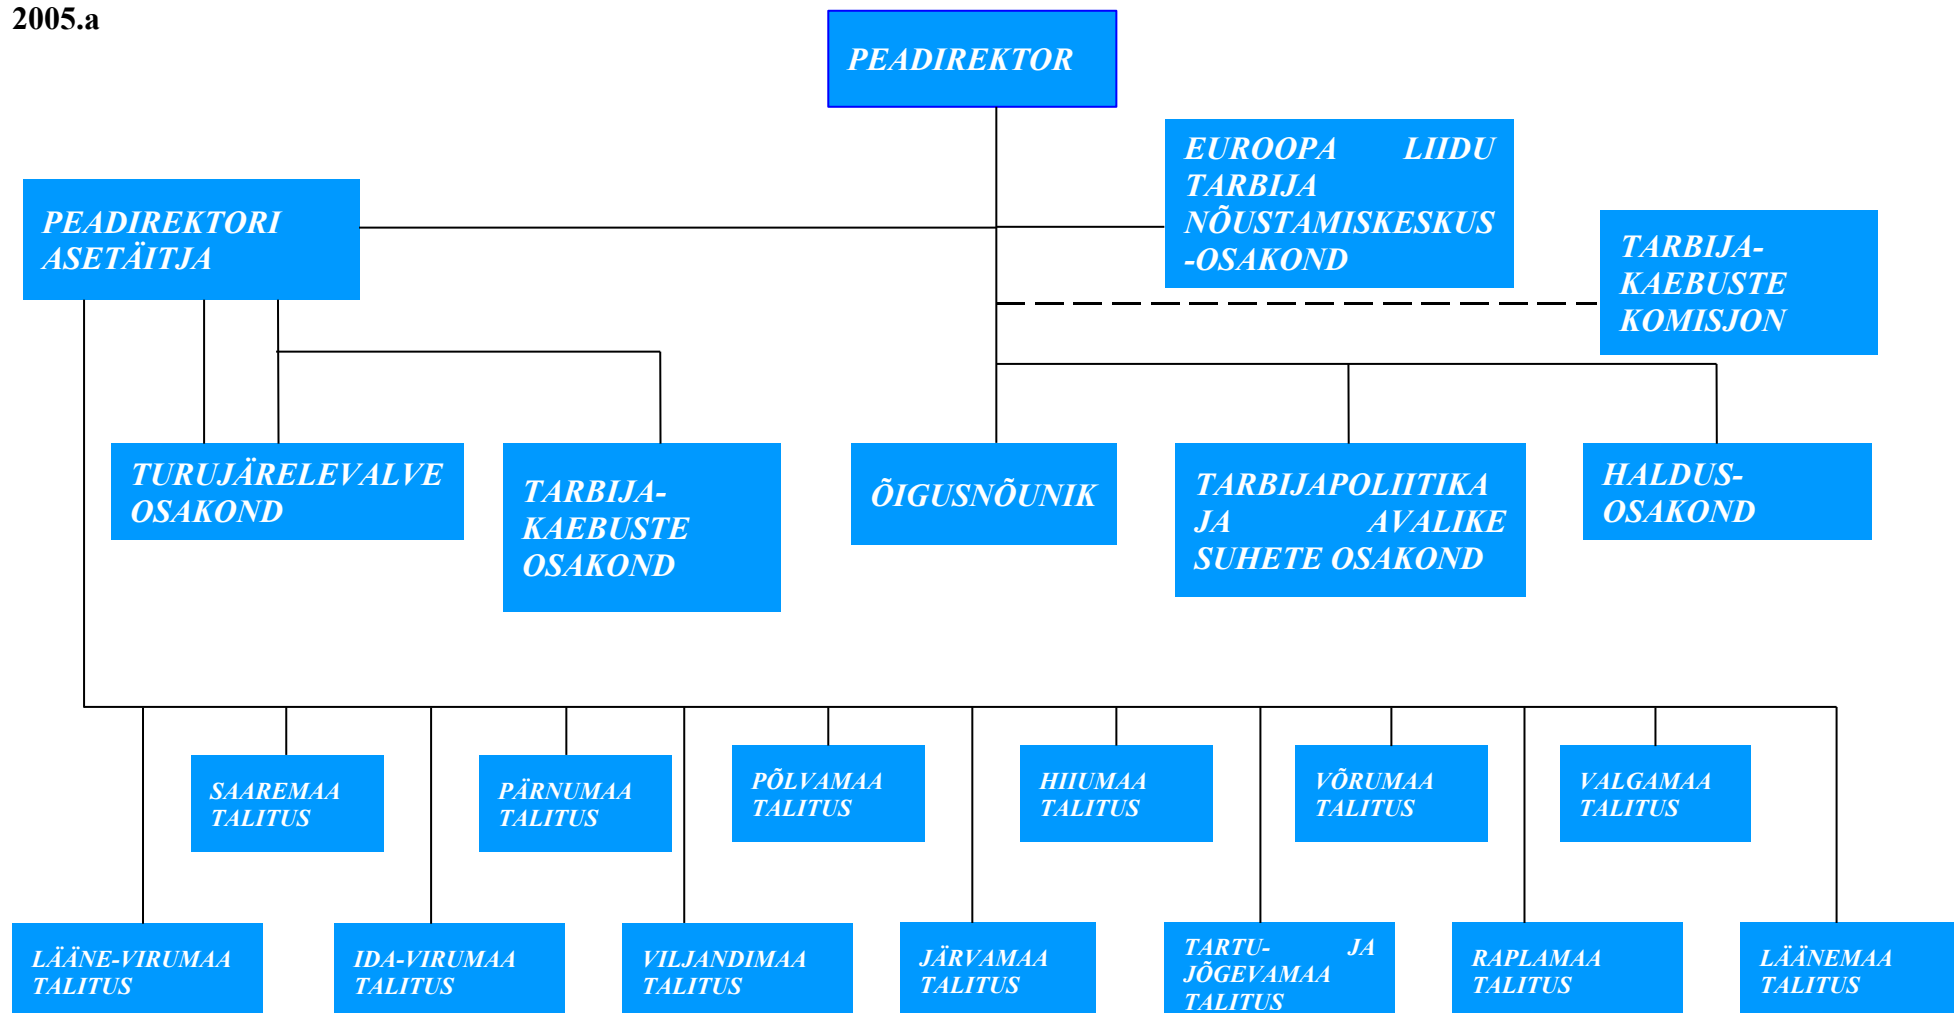 2005.a
PEADIREKTOR
EUROOPA LIIDU
TARBIJA
NÕUSTAMISKESKUS
-OSAKOND
PEADIREKTORI
ASETÄITJA
TARBIJA-
KAEBUSTE
KOMISJON
TURUJÄRELEVALVE
OSAKOND
TARBIJA-
KAEBUSTE
OSAKOND
ÕIGUSNÕUNIK
TARBIJAPOLIITIKA
JA AVALIKE
SUHETE OSAKOND
HALDUS-
OSAKOND
SAAREMAA
TALITUS
PÄRNUMAA
TALITUS
PÕLVAMAA
TALITUS
HIIUMAA
TALITUS
VÕRUMAA
TALITUS
VALGAMAA
TALITUS
LÄÄNE-VIRUMAA
TALITUS
IDA-VIRUMAA
TALITUS
VILJANDIMAA
TALITUS
JÄRVAMAA
TALITUS
TARTU- JA
JÕGEVAMAA
TALITUS
RAPLAMAA
TALITUS
LÄÄNEMAA
TALITUS